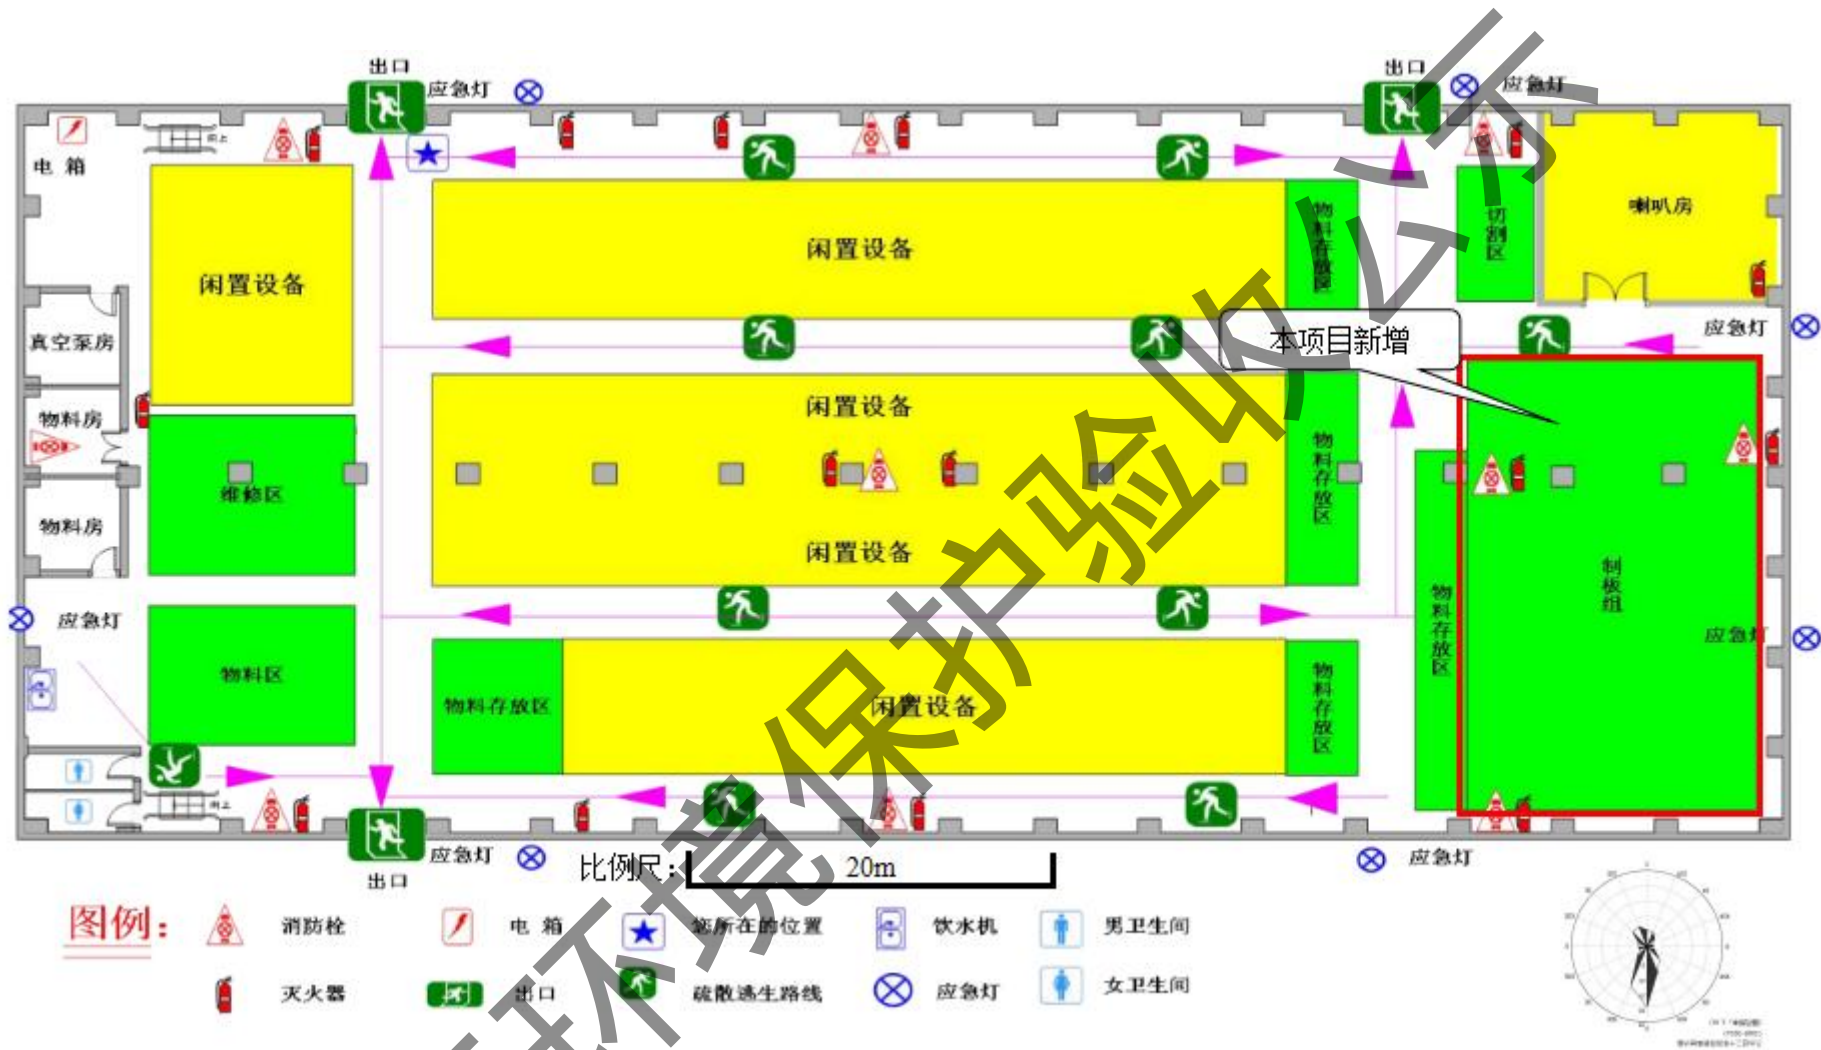 出口
应急灯
出口
应急灯
电 箱
向上
闲置设备
闲置设备
物料存放区
切割区
喇叭房
真空泵房
本项目新增
应急灯
物料房
闲置设备
物料存放区
维修区
物料房
闲置设备
制板组
物料存放区
应急灯
应急灯
物料区
物料存放区
闲置设备
物料存放区
向上
应急灯
出口
比例尺：
20m
应急灯
图例：
消防栓
电 箱
您所在的位置
饮水机
男卫生间
灭火器
出口
疏散逃生路线
应急灯
女卫生间
环境保护验收公示